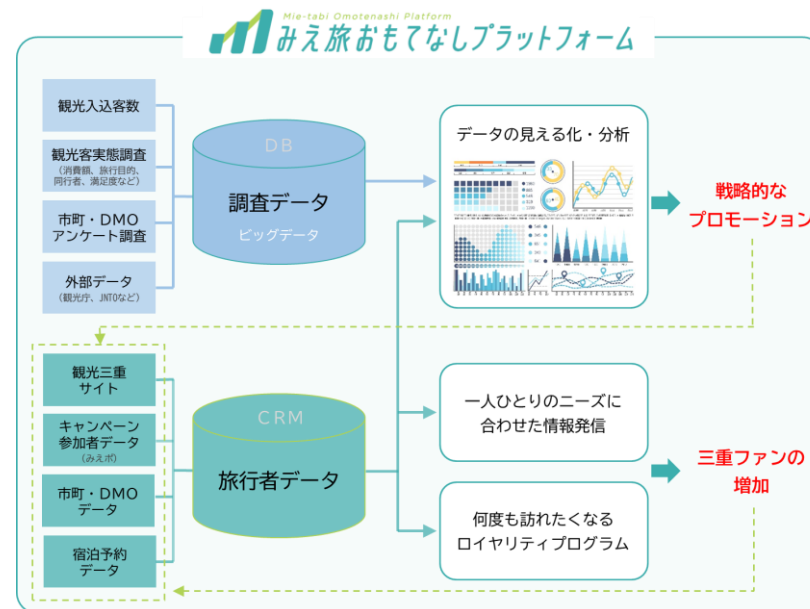 Mie-tabi Omotenashi Platform
みえ旅おもてなしプラットフォーム
観光入込客数
観光客実態調査
(消費額、旅行目的、
同行者、満足度など)
市町・DMO
アンケート調査
外部データ
(観光庁、JNTOなど)
DB
調査データ
ビッグデータ
データの見える化・分析
戦略的な
プロモーション
観光三重
サイト
キャンペーン
参加者データ
(みえポ)
市町・DMO
データ
宿泊予約
データ
CRM
旅行者データ
一人ひとりのニーズに
合わせた情報発信
何度も訪れたくなる
ロイヤリティプログラム
三重ファンの
増加